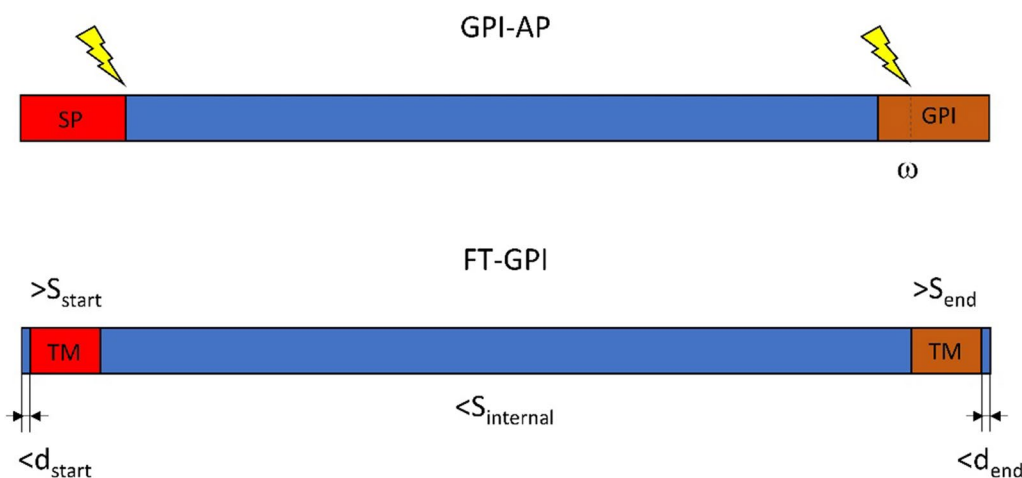 GPI-AP
SP
GPI
ω
FT-GPI
>Sstart
>Send
TM
TM
<Sinternal
<dstart
<dend